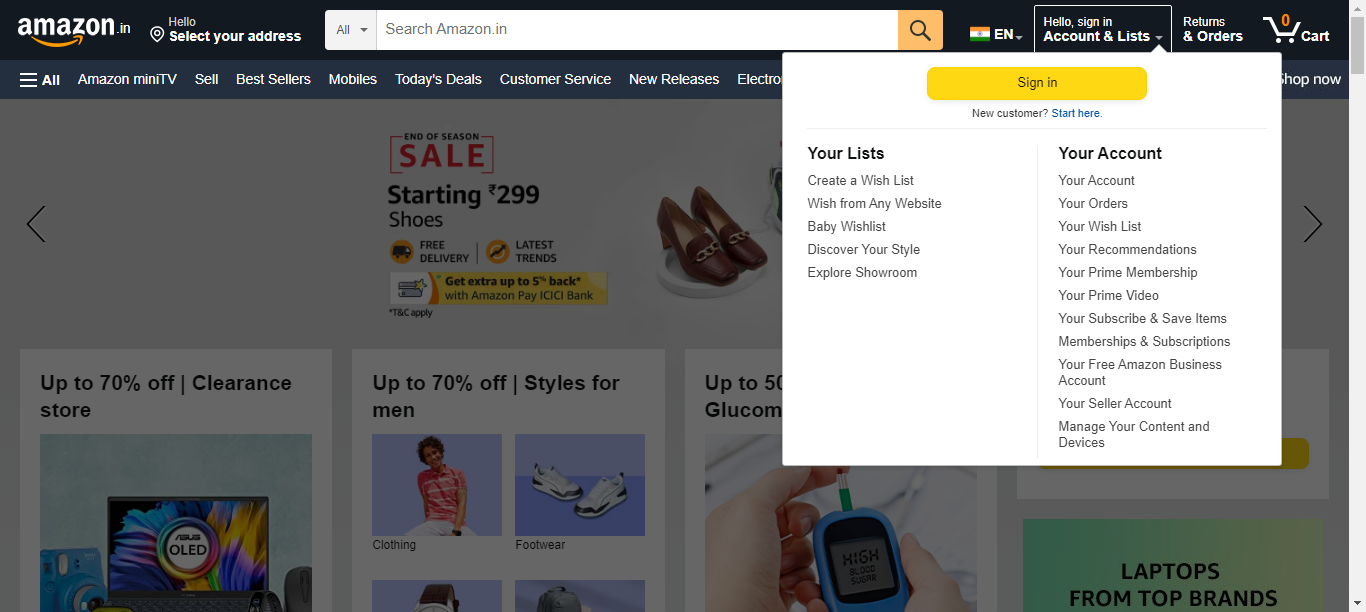 amazon.in
Hello
Select your address
All
Search Amazon.in
EN
Hello, sign in
Account & Lists
Returns
& Orders
0
Cart
All
Amazon miniTV
Sell
Best Sellers
Mobiles
Today's Deals
Customer Service
New Releases
Electro
Shop now
Sign in
New customer? Start here.
Your Lists
Create a Wish List
Wish from Any Website
Baby Wishlist
Discover Your Style
Explore Showroom
Your Account
Your Account
Your Orders
Your Wish List
Your Recommendations
Your Prime Membership
Your Prime Video
Your Subscribe & Save Items
Memberships & Subscriptions
Your Free Amazon Business
Account
Your Seller Account
Manage Your Content and
Devices
END OF SEASON
SALE
Starting ₹299
Shoes
FREE
DELIVERY
LATEST
TRENDS
Get extra up to 5% back*
with Amazon Pay ICICI Bank
*T&C apply
Up to 70% off | Clearance
store
ASUS
OLED
Up to 70% off | Styles for
men
Clothing
Footwear
Up to 50
Glucom
HIGH
BLOOD
SUGAR
LAPTOPS
FROM TOP BRANDS